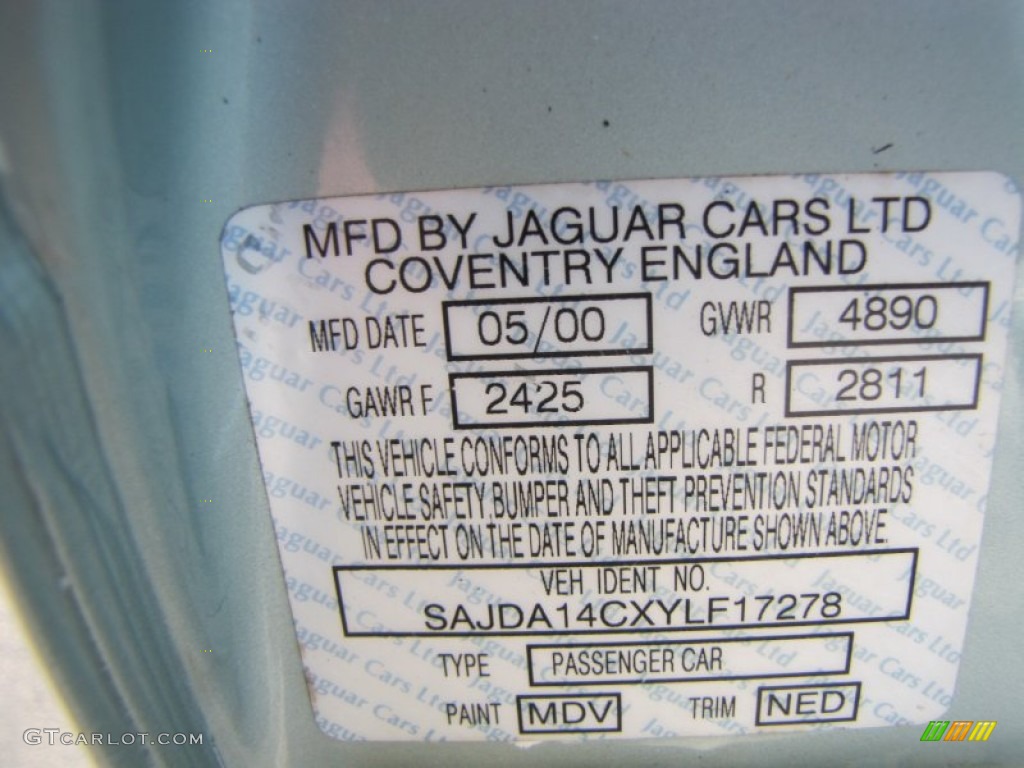 MFD BY JAGUAR CARS LTD
COVENTRY ENGLAND
MFD DATE 05/00 GVWR 4890
GAWR F 2425 R 2811
THIS VEHICLE CONFORMS TO ALL APPLICABLE FEDERAL MOTOR
VEHICLE SAFETY, BUMPER AND THEFT PREVENTION STANDARDS
IN EFFECT ON THE DATE OF MANUFACTURE SHOWN ABOVE.
VEH IDENT NO.
SAJDA14CXYLF17278
TYPE PASSENGER CAR
PAINT MDV TRIM NED
GTCARLOT.COM